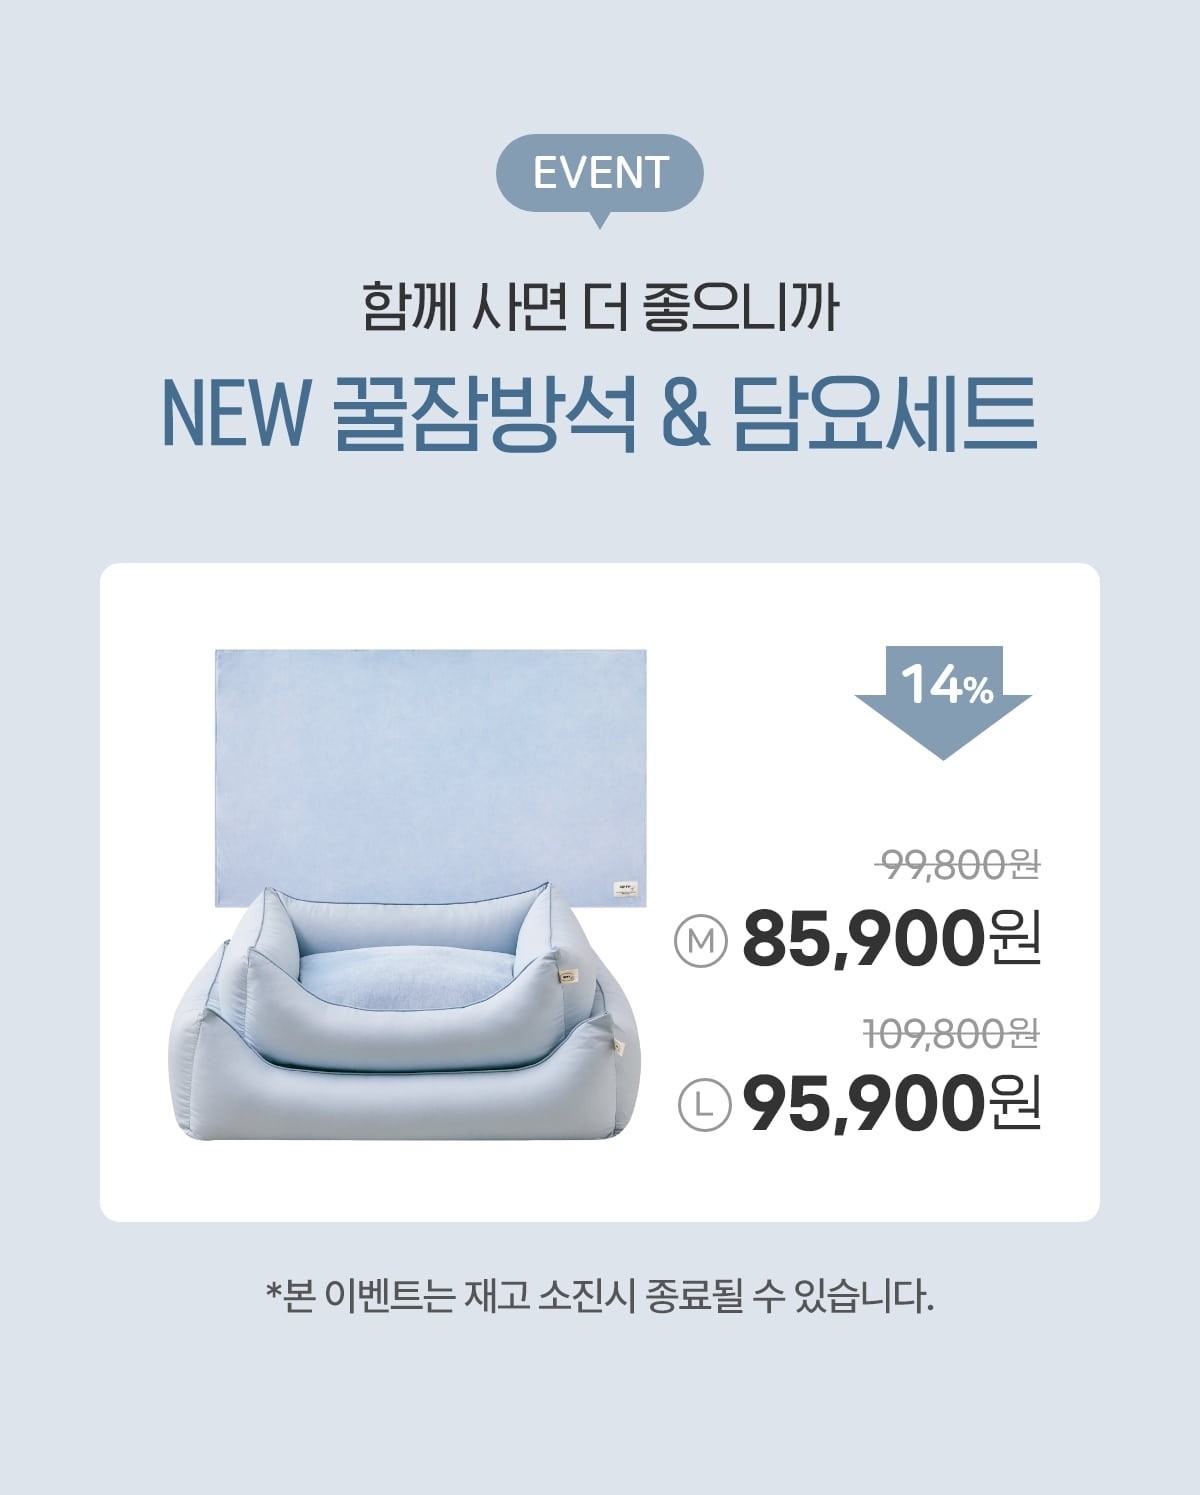 EVENT
함께 사면 더 좋으니까
NEW 꿀잠방석 & 담요세트
14%
99,800원
M 85,900원
109,800원
L 95,900원
*본 이벤트는 재고 소진시 종료될 수 있습니다.